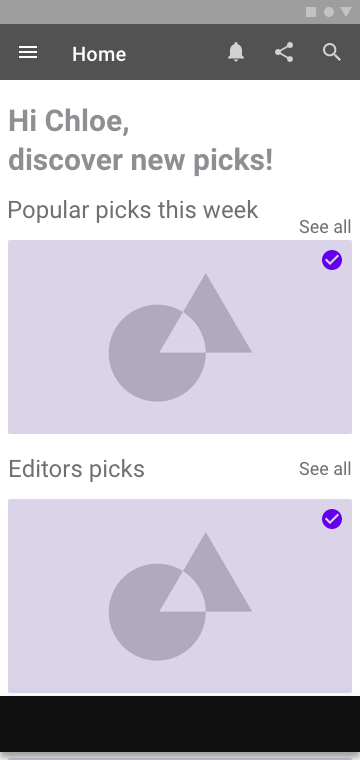 Home
Hi Chloe,
discover new picks!
Popular picks this week
See all
Editors picks
See all